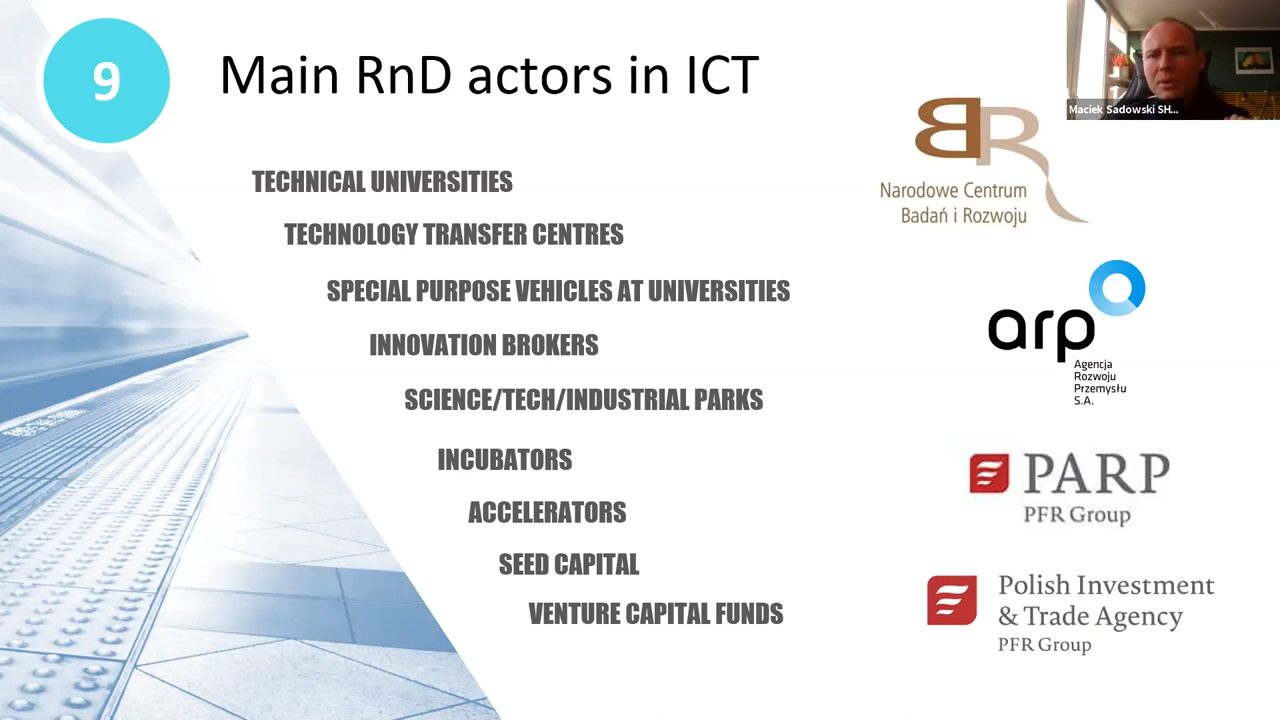 9
Main RnD actors in ICT
Maciek Sadowski SH...
TECHNICAL UNIVERSITIES
TECHNOLOGY TRANSFER CENTRES
SPECIAL PURPOSE VEHICLES AT UNIVERSITIES
INNOVATION BROKERS
SCIENCE/TECH/INDUSTRIAL PARKS
INCUBATORS
ACCELERATORS
SEED CAPITAL
VENTURE CAPITAL FUNDS
BR
Narodowe Centrum
Badań i Rozwoju
arp
Agencja
Rozwoju
Przemysłu
S.A.
PARP
PFR Group
Polish Investment
& Trade Agency
PFR Group